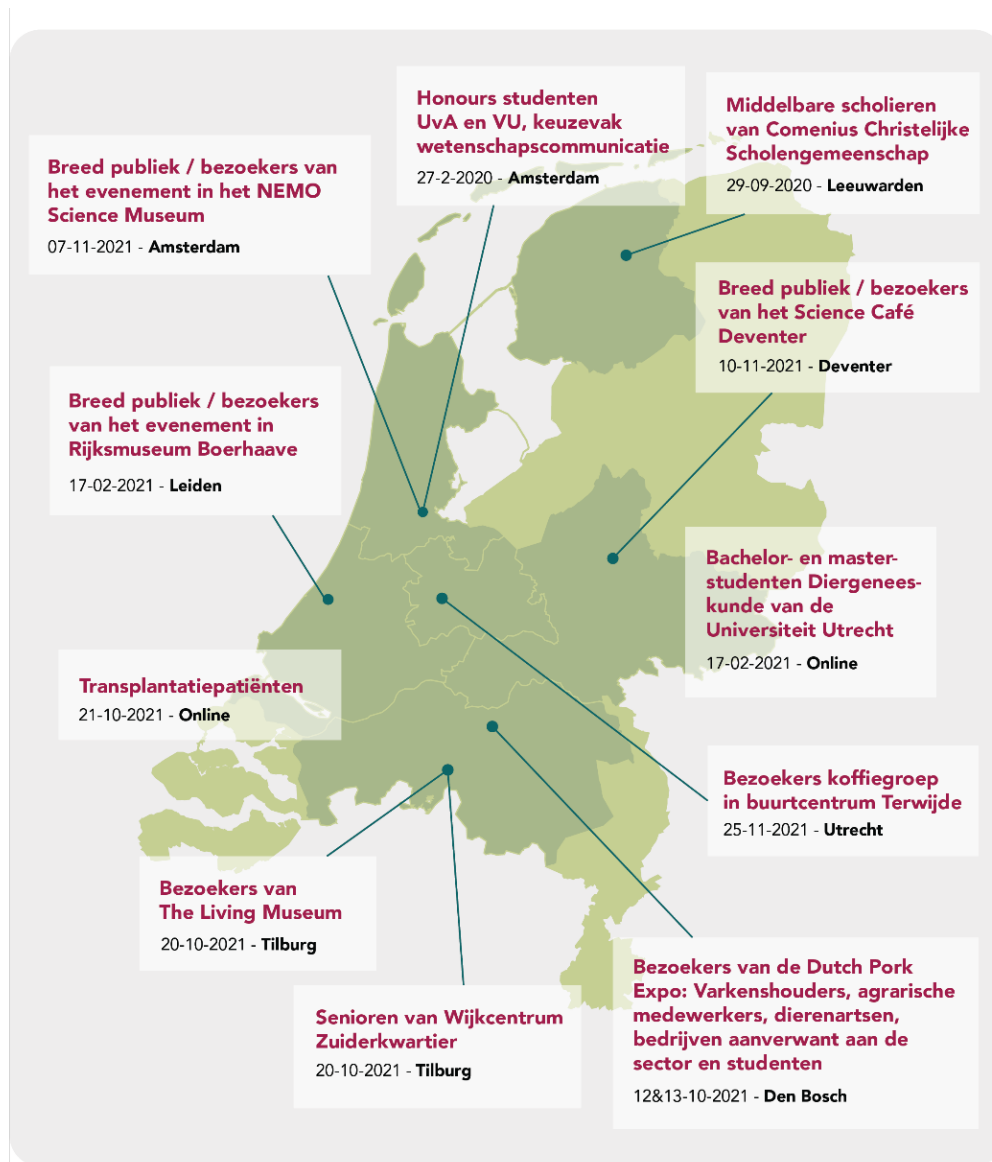 Honours studenten
UvA en VU, keuzevak
wetenschapscommunicatie
27-2-2020 - Amsterdam
Middelbare scholieren
van Comenius Christelijke
Scholengemeenschap
29-09-2020 - Leeuwarden
Breed publiek / bezoekers van
het evenement in het NEMO
Science Museum
07-11-2021 - Amsterdam
Breed publiek / bezoekers
van het Science Café
Deventer
10-11-2021 - Deventer
Breed publiek / bezoekers
van het evenement in
Rijksmuseum Boerhaave
17-02-2021 - Leiden
Bachelor- en master-
studenten Diergenees-
kunde van de
Universiteit Utrecht
17-02-2021 - Online
Transplantatiepatiënten
21-10-2021 - Online
Bezoekers koffiegroep
in buurtcentrum Terwijde
25-11-2021 - Utrecht
Bezoekers van
The Living Museum
20-10-2021 - Tilburg
Senioren van Wijkcentrum
Zuiderkwartier
20-10-2021 - Tilburg
Bezoekers van de Dutch Pork
Expo: Varkenshouders, agrarische
medewerkers, dierenartsen,
bedrijven aanverwant aan de
sector en studenten
12&13-10-2021 - Den Bosch